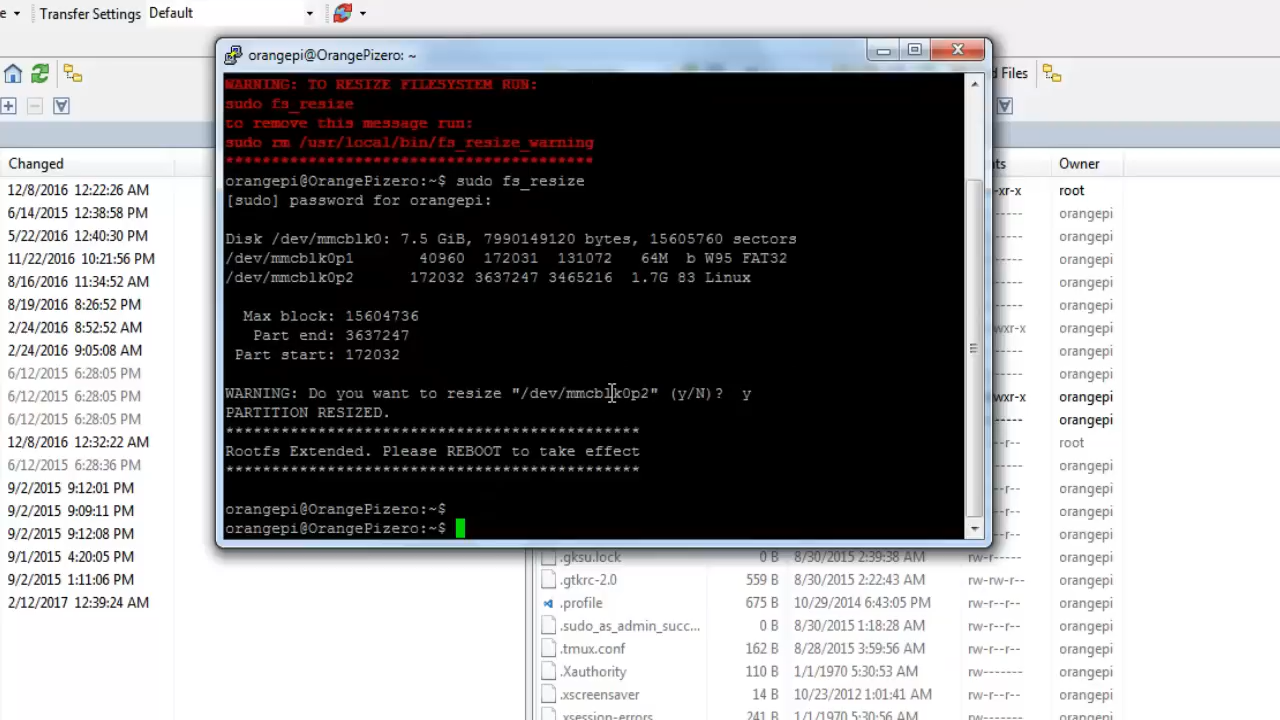 e
Transfer Settings Default
orangepi@OrangePizero: ~
d Files
WARNING: TO RESIZE FILESYSTEM RUN:
sudo fs_resize
to remove this message run:
sudo rm /usr/local/bin/fs_resize_warning
****************************************
orangepi@OrangePizero:~$ sudo fs_resize
[sudo] password for orangepi:
Disk /dev/mmcblk0: 7.5 GiB, 7990149120 bytes, 15605760 sectors
/dev/mmcblk0p1 40960 172031 131072 64M b W95 FAT32
/dev/mmcblk0p2 172032 3637247 3465216 1.7G 83 Linux
Max block: 15604736
Part end: 3637247
Part start: 172032
WARNING: Do you want to resize "/dev/mmcblk0p2" (y/N)? y
PARTITION RESIZED.
*********************************************
Rootfs Extended. Please REBOOT to take effect
*********************************************
orangepi@OrangePizero:~$
orangepi@OrangePizero:~$
Changed
12/8/2016 12:22:26 AM
6/14/2015 12:38:58 PM
5/22/2016 12:40:30 PM
11/22/2016 10:21:56 PM
8/16/2016 11:34:52 AM
8/19/2016 8:26:52 PM
2/24/2016 8:52:52 AM
2/24/2016 9:05:08 AM
6/12/2015 6:28:05 PM
6/12/2015 6:28:05 PM
6/12/2015 6:28:05 PM
12/8/2016 12:32:22 AM
6/12/2015 6:28:36 PM
9/2/2015 9:12:01 PM
9/2/2015 9:09:11 PM
9/2/2015 9:12:08 PM
9/1/2015 4:20:05 PM
9/2/2015 1:11:06 PM
2/12/2017 12:39:24 AM
ts Owner
-xr-x root
----- orangepi
----- orangepi
----- orangepi
----- orangepi
----- orangepi
wxr-x orangepi
----- orangepi
----- orangepi
wxr-x orangepi
----- orangepi
--r-- root
----- orangepi
--r-- orangepi
--r-- orangepi
--r-- orangepi
.gksu.lock 0 B 8/30/2015 2:39:38 AM rw-r----- orangepi
.gtkrc-2.0 559 B 8/30/2015 2:22:43 AM rw-rw-r-- orangepi
.profile 675 B 10/29/2014 6:43:05 PM rw-r--r-- orangepi
.sudo_as_admin_succ... 0 B 8/30/2015 1:18:28 AM rw-r--r-- orangepi
.tmux.conf 162 B 8/28/2015 3:59:56 AM rw-r--r-- orangepi
.Xauthority 110 B 1/1/1970 5:30:53 AM rw------- orangepi
.xscreensaver 14 B 10/23/2012 1:01:41 AM rw-r--r-- orangepi
.xsession-errors 241 B 1/1/1970 5:30:56 AM rw------- orangepi